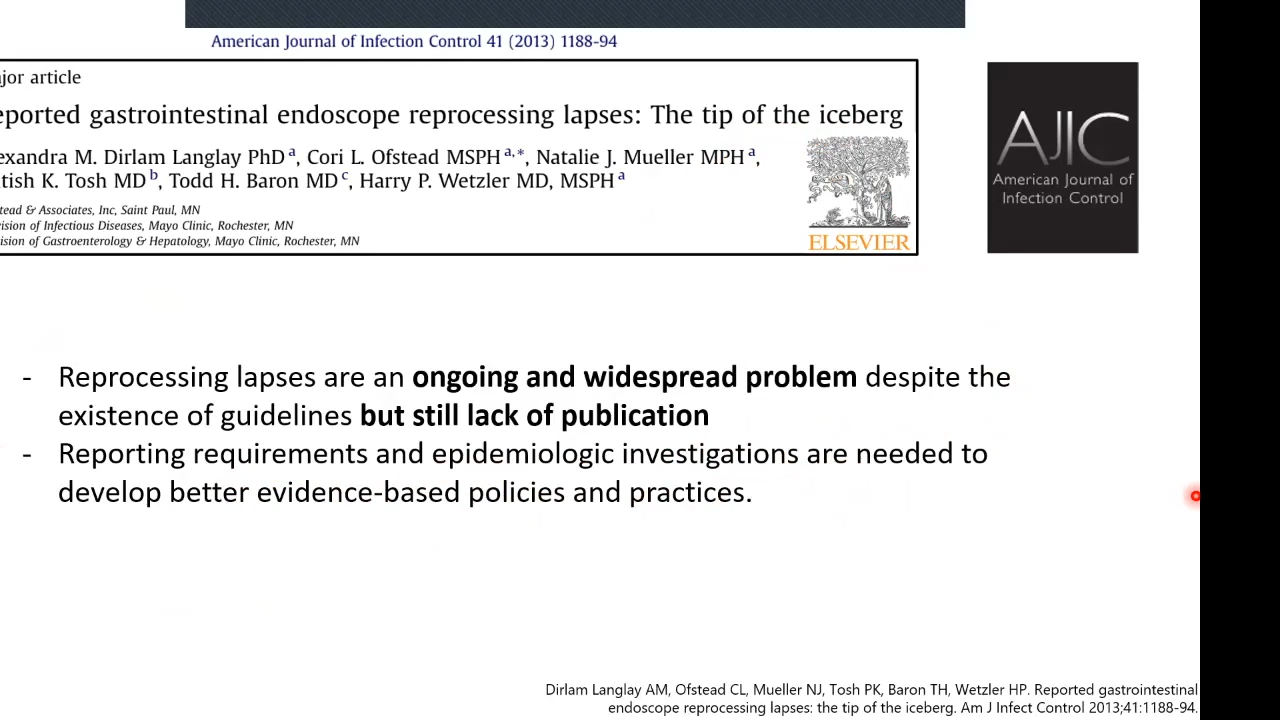 American Journal of Infection Control 41 (2013) 1188-94
jor article
eported gastrointestinal endoscope reprocessing lapses: The tip of the iceberg
exandra M. Dirlam Langlay PhD a, Cori L. Ofstead MSPH a,*, Natalie J. Mueller MPH a,
tish K. Tosh MD b, Todd H. Baron MD c, Harry P. Wetzler MD, MSPH a
tead & Associates, Inc, Saint Paul, MN
vision of Infectious Diseases, Mayo Clinic, Rochester, MN
vision of Gastroenterology & Hepatology, Mayo Clinic, Rochester, MN
ELSEVIER
AJIC
American Journal of
Infection Control
- Reprocessing lapses are an ongoing and widespread problem despite the
existence of guidelines but still lack of publication
- Reporting requirements and epidemiologic investigations are needed to
develop better evidence-based policies and practices.
Dirlam Langlay AM, Ofstead CL, Mueller NJ, Tosh PK, Baron TH, Wetzler HP. Reported gastrointestinal
endoscope reprocessing lapses: the tip of the iceberg. Am J Infect Control 2013;41:1188-94.